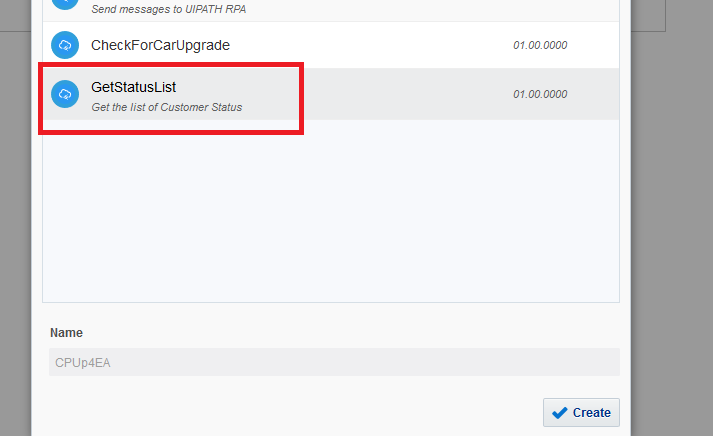 Send messages to UIPATH RPA
CheckForCarUpgrade 01.00.0000
GetStatusList
Get the list of Customer Status 01.00.0000
Name
CPUp4EA
Create